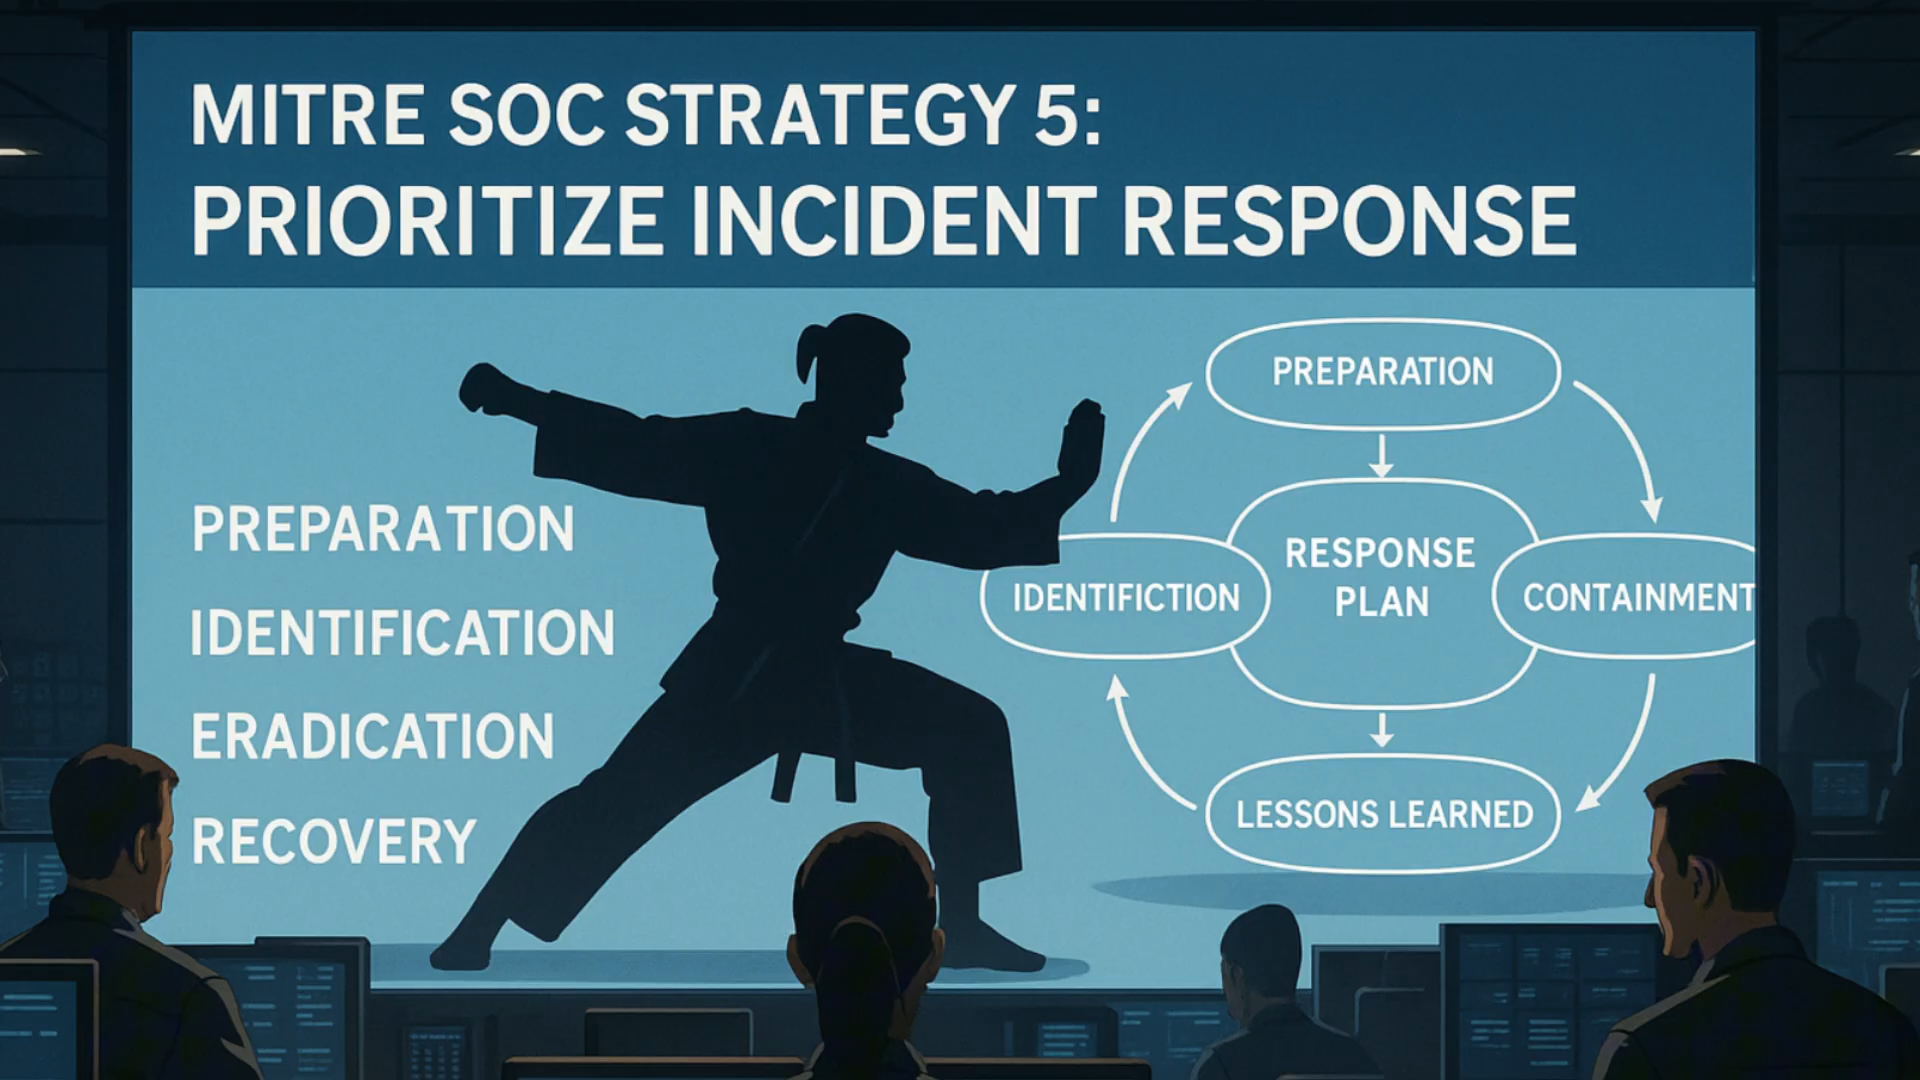 MITRE SOC STRATEGY 5:
PRIORITIZE INCIDENT RESPONSE
PREPARATION
IDENTIFICATION
ERADICATION
RECOVERY
PREPARATION
RESPONSE
PLAN
IDENTIFICTION
CONTAINMENT
LESSONS LEARNED